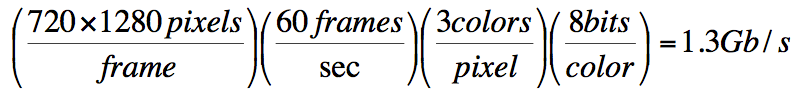 (720×1280 pixels/frame)(60 frames/sec)(3colors/pixel)(8bits/color) = 1.3Gb/s